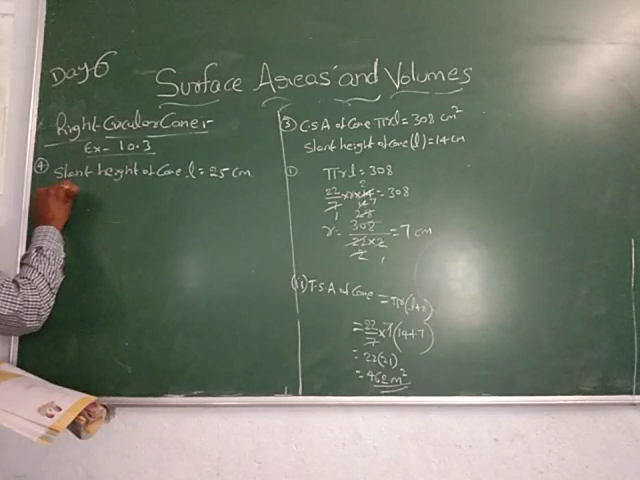 Day-6
Surface Areas and Volumes
Right Circular Cone:-
Ex- 10.3
④ Slant height of Cone l = 25 cm
③ C.S.A of Cone πrl = 308 cm²
Slant height of Cone (l) = 14 cm
① πrl = 308
22/7 × r × 14 = 308
r = 308/(22×2) = 7 cm
(ii) T.S.A of Cone = πr(l+r)
= 22/7 × 7 (14+7)
= 22(21)
= 462 m²